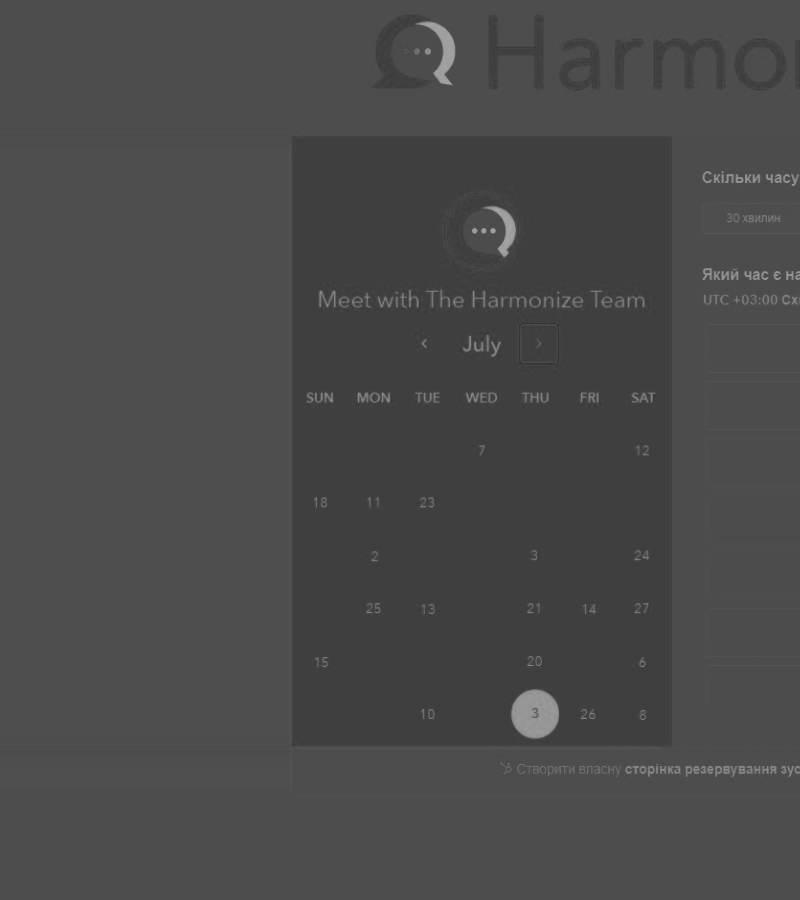 Harmon
Meet with The Harmonize Team
July
SUN MON TUE WED THU FRI SAT
7 12
18 11 23
2 3 24
25 13 21 14 27
15 20 6
10 3 26 8
Скільки часу
30 хвилин
Який час є на
UTC +03:00 Схі
Створити власну сторінка резервування зус